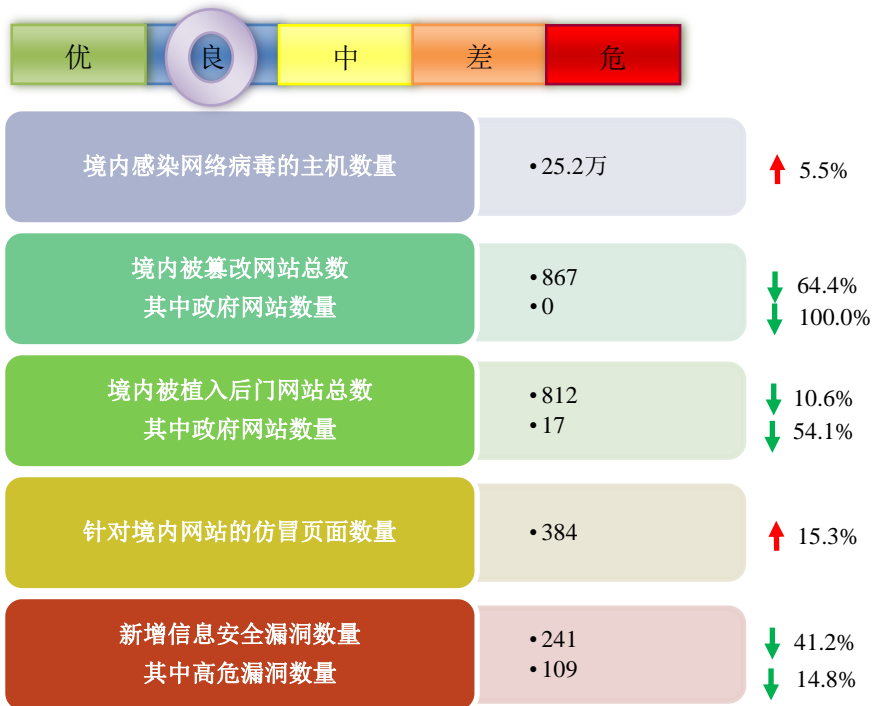 优 良 中 差 危
境内感染网络病毒的主机数量 •25.2万 5.5%
境内被篡改网站总数 •867 64.4%
其中政府网站数量 •0 100.0%
境内被植入后门网站总数 •812 10.6%
其中政府网站数量 •17 54.1%
针对境内网站的仿冒页面数量 •384 15.3%
新增信息安全漏洞数量 •241 41.2%
其中高危漏洞数量 •109 14.8%